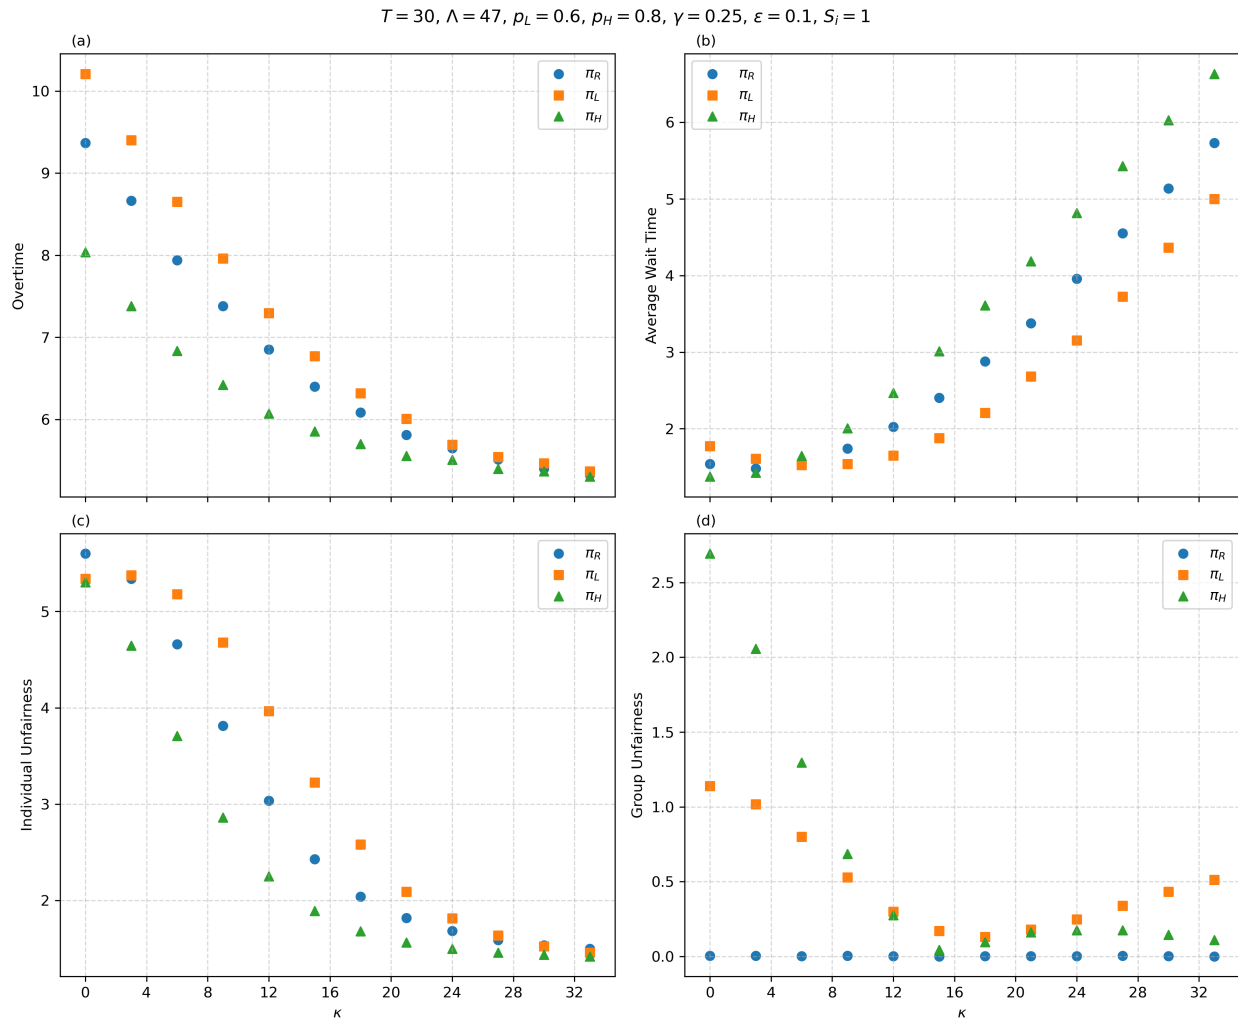 T = 30, Λ = 47, p_L = 0.6, p_H = 0.8, γ = 0.25, ε = 0.1, S_i = 1
(a)
Overtime
10
9
8
7
6
π_R
π_L
π_H
(b)
Average Wait Time
6
5
4
3
2
π_R
π_L
π_H
(c)
Individual Unfairness
5
4
3
2
π_R
π_L
π_H
0 4 8 12 16 20 24 28 32
κ
(d)
Group Unfairness
2.5
2.0
1.5
1.0
0.5
0.0
π_R
π_L
π_H
0 4 8 12 16 20 24 28 32
κ